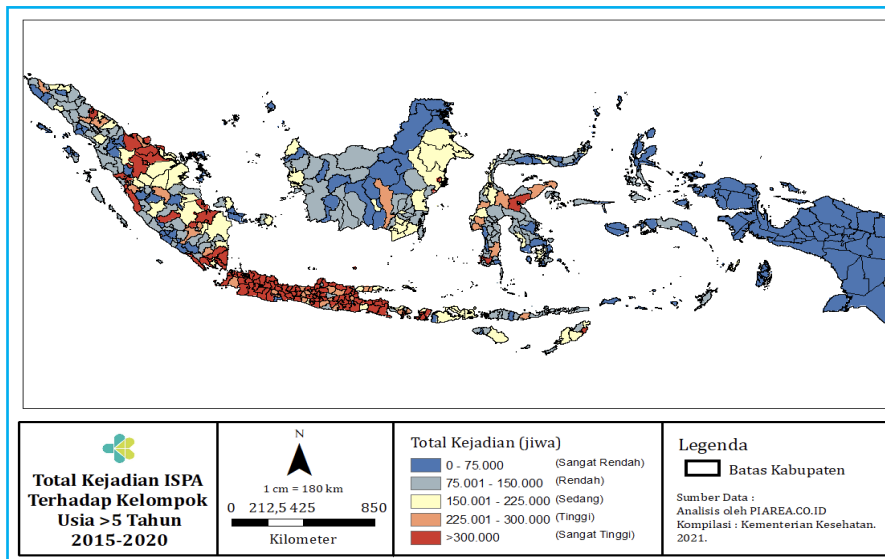 Total Kejadian ISPA
Terhadap Kelompok
Usia >5 Tahun
2015-2020
N
1 cm = 180 km
0 212,5 425 850
Kilometer
Total Kejadian (jiwa)
0 - 75.000 (Sangat Rendah)
75.001 - 150.000 (Rendah)
150.001 - 225.000 (Sedang)
225.001 - 300.000 (Tinggi)
>300.000 (Sangat Tinggi)
Legenda
Batas Kabupaten
Sumber Data :
Analisis oleh PIAREA.CO.ID
Kompilasi : Kementerian Kesehatan.
2021.